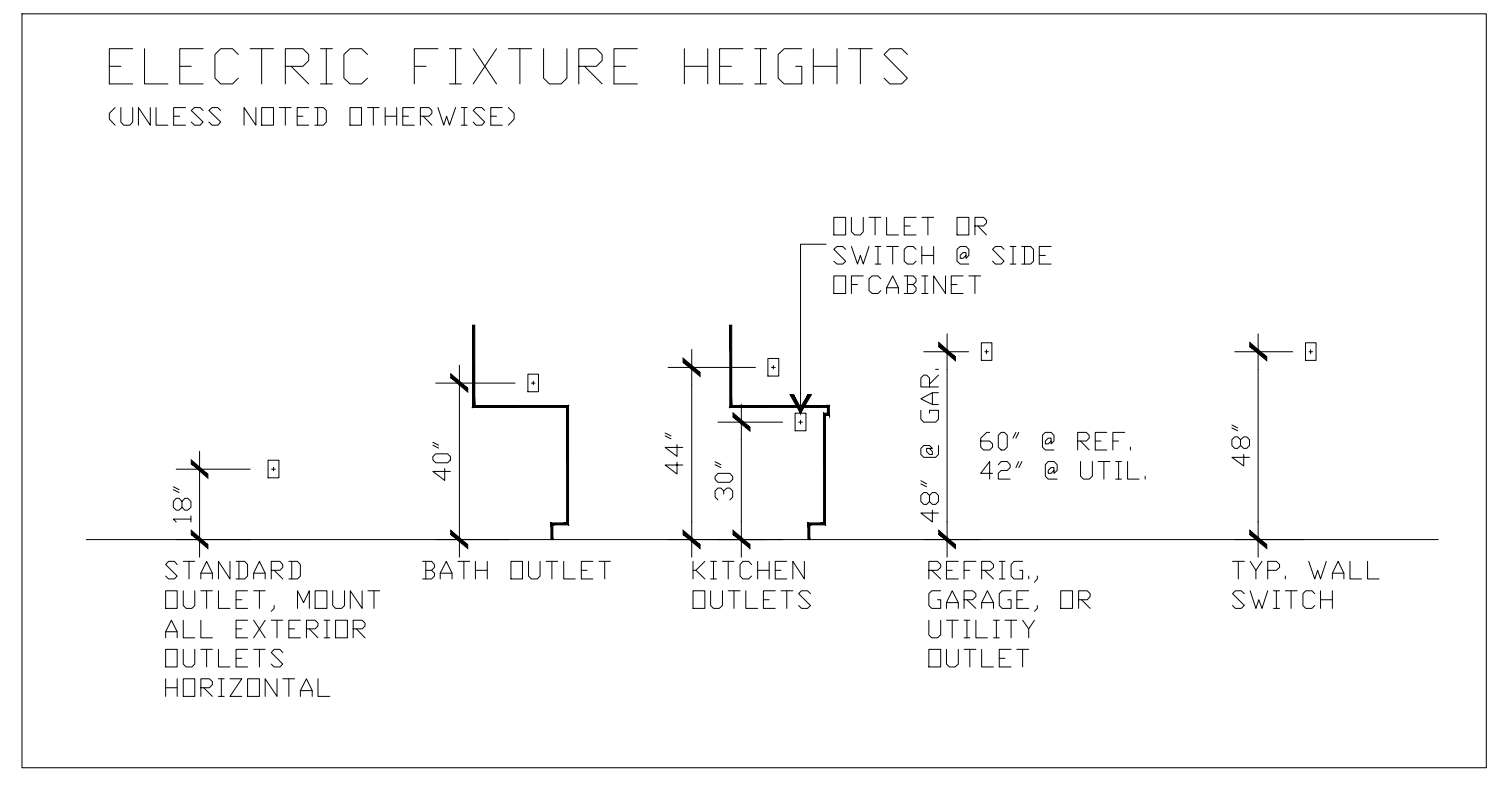 ELECTRIC FIXTURE HEIGHTS
(UNLESS NOTED OTHERWISE)
OUTLET OR
SWITCH @ SIDE
OFCABINET
18"
40"
44"
30"
48" @ GAR.
60" @ REF.
42" @ UTIL.
48"
STANDARD
OUTLET, MOUNT
ALL EXTERIOR
OUTLETS
HORIZONTAL
BATH OUTLET
KITCHEN
OUTLETS
REFRIG.,
GARAGE, OR
UTILITY
OUTLET
TYP. WALL
SWITCH